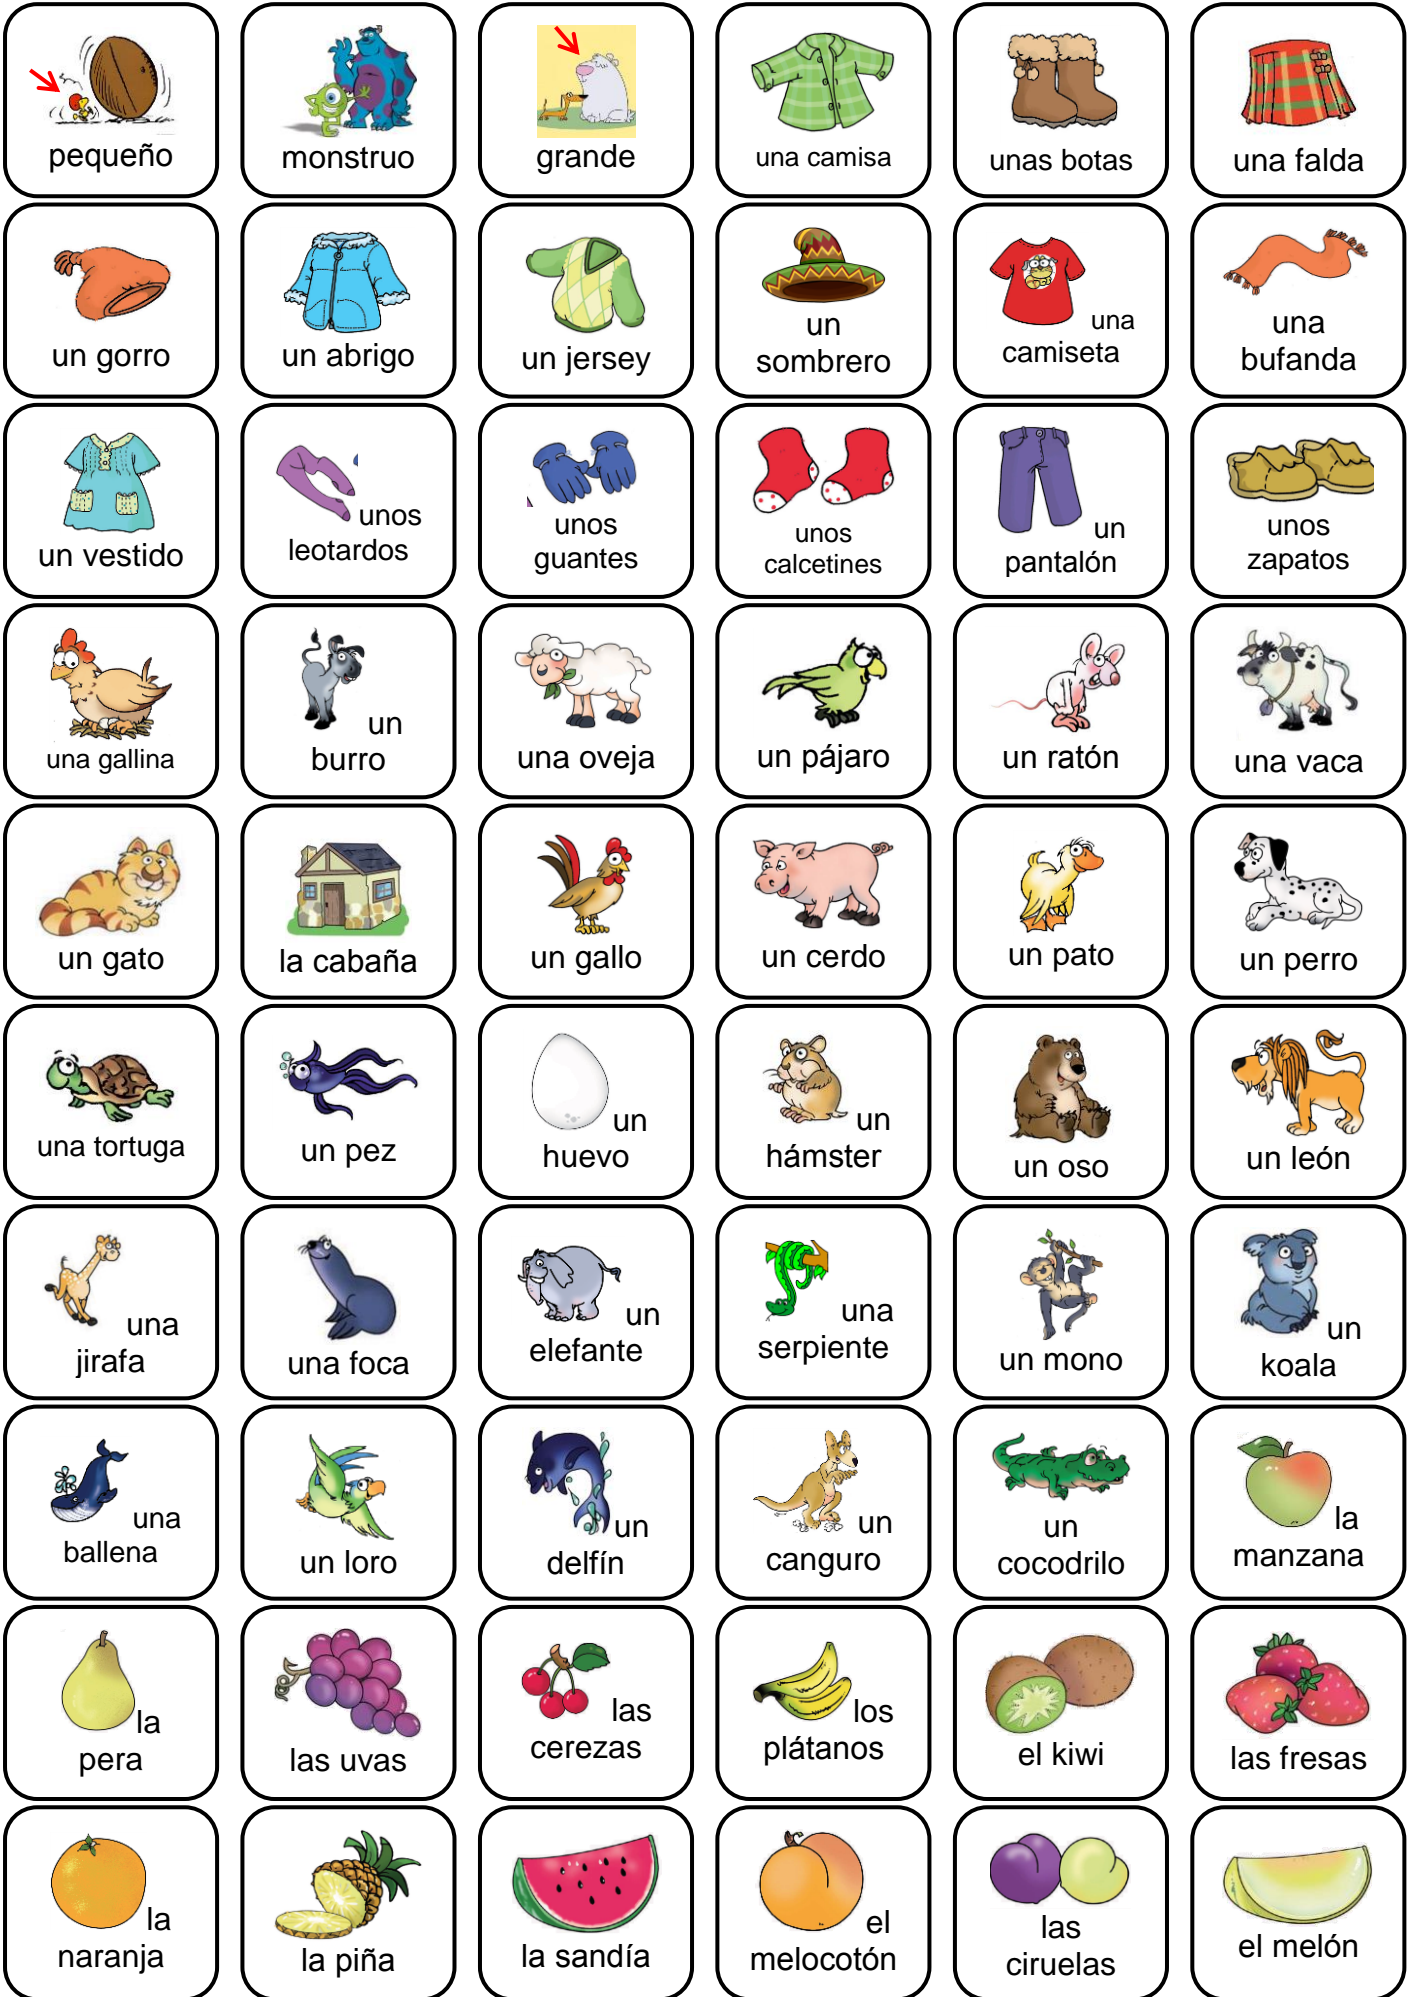 pequeño
monstruo
grande
una camisa
unas botas
una falda
un gorro
un abrigo
un jersey
un
sombrero
una
camiseta
una
bufanda
un vestido
unos
leotardos
unos
guantes
unos
calcetines
un
pantalón
unos
zapatos
una gallina
un
burro
una oveja
un pájaro
un ratón
una vaca
un gato
la cabaña
un gallo
un cerdo
un pato
un perro
una tortuga
un pez
un
huevo
un
hámster
un oso
un león
una
jirafa
una foca
un
elefante
una
serpiente
un mono
un
koala
una
ballena
un loro
un
delfín
un
canguro
un
cocodrilo
la
manzana
la
pera
las uvas
las
cerezas
los
plátanos
el kiwi
las fresas
la
naranja
la piña
la sandía
el
melocotón
las
ciruelas
el melón